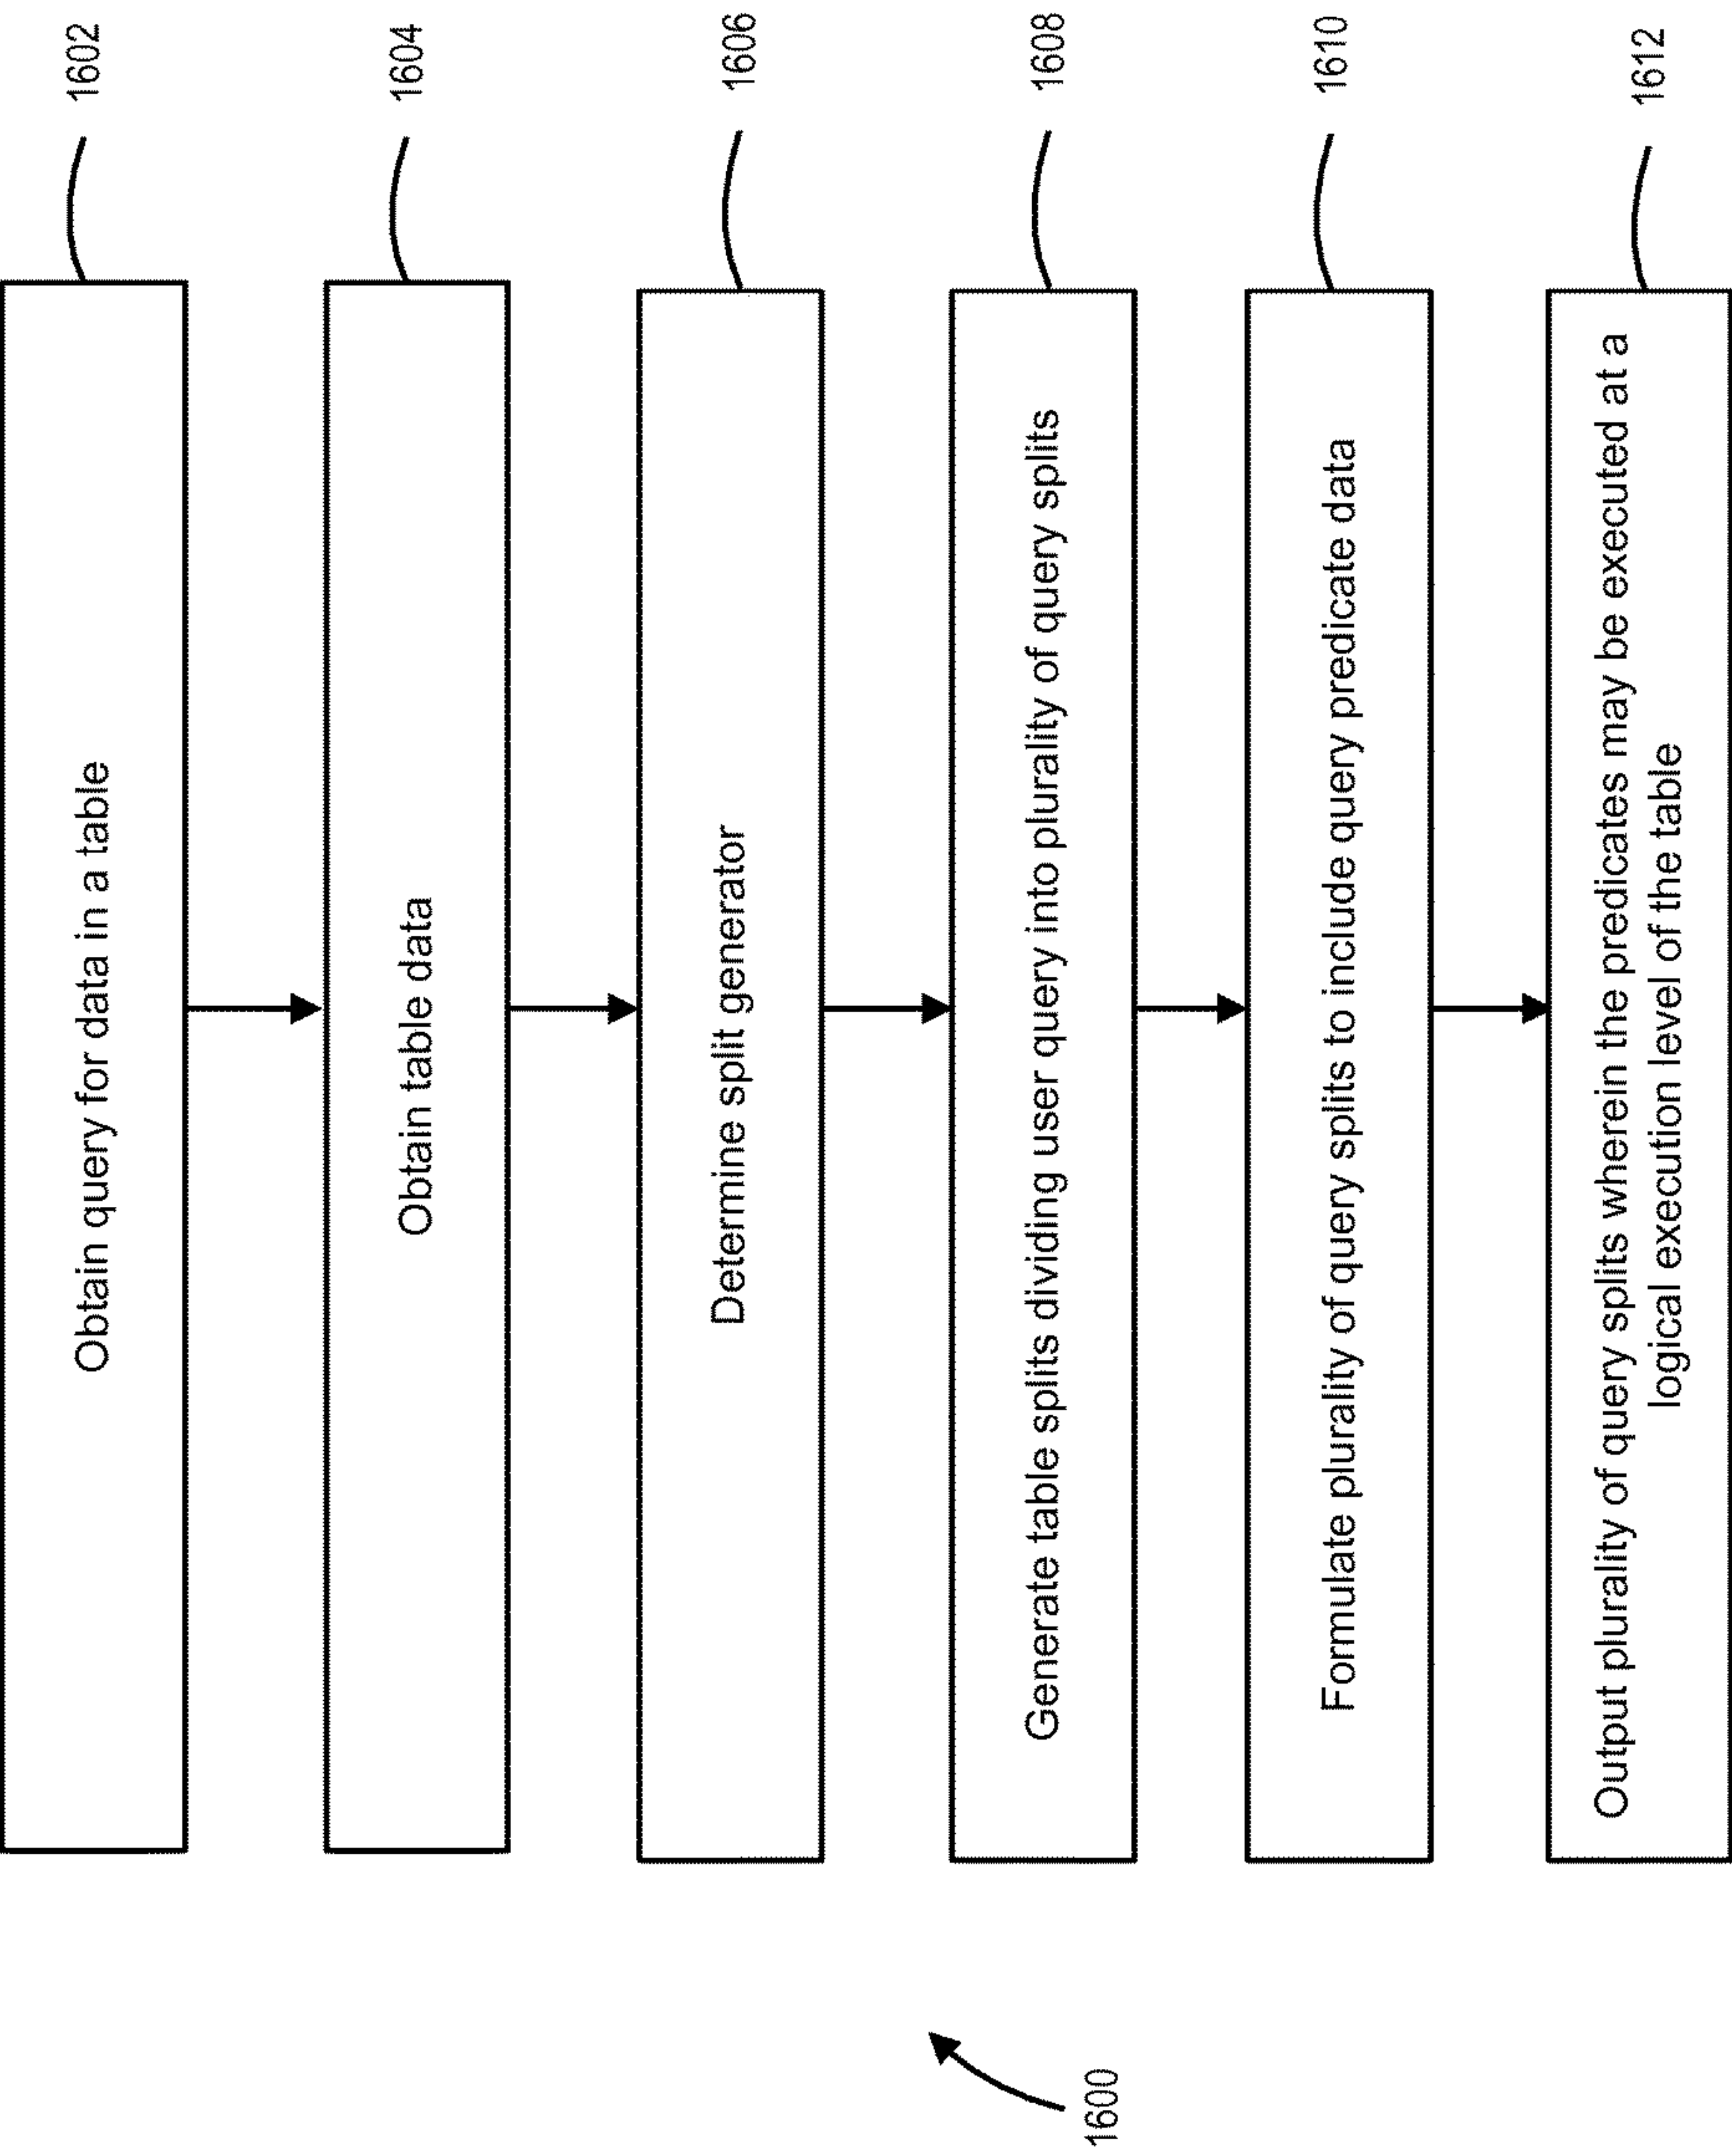 1602
Obtain query for data in a table
1604
Obtain table data
1606
Determine split generator
1608
Generate table splits dividing user query into plurality of query splits
1610
Formulate plurality of query splits to include query predicate data
1612
Output plurality of query splits wherein the predicates may be executed at a
logical execution level of the table
1600